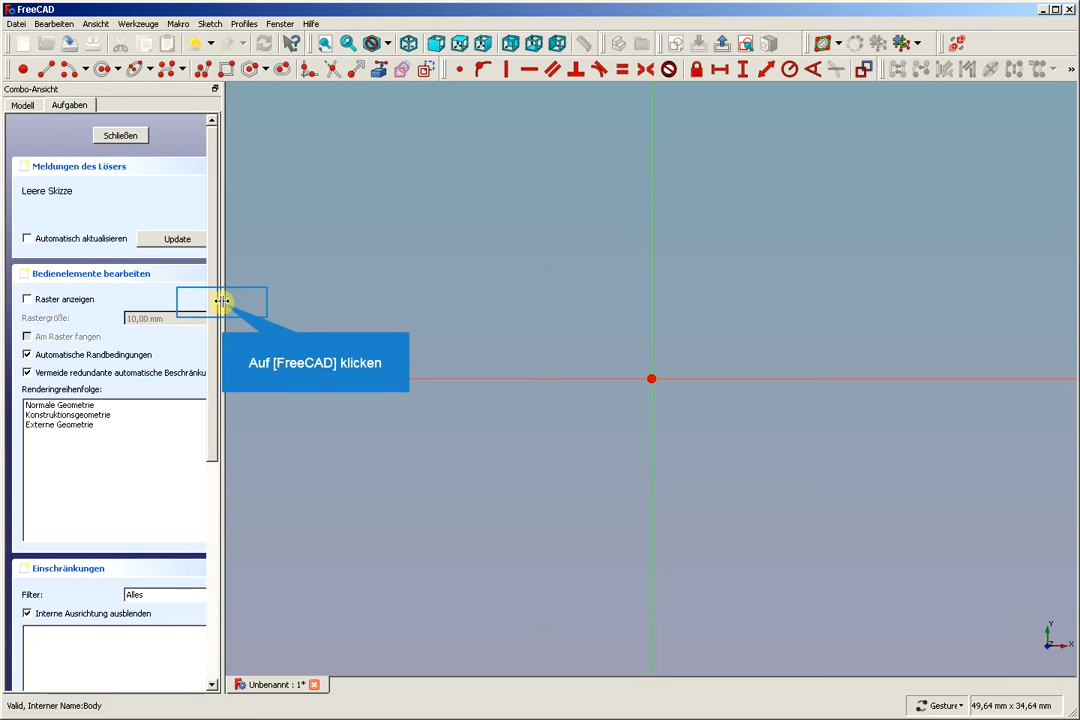 FreeCAD
Datei Bearbeiten Ansicht Werkzeuge Makro Sketch Profiles Fenster Hilfe
Combo-Ansicht
Modell Aufgaben
Schließen
Meldungen des Lösers
Leere Skizze
Automatisch aktualisieren Update
Bedienelemente bearbeiten
Raster anzeigen
Rastergröße: 10,00 mm
Am Raster fangen
Automatische Randbedingungen
Vermeide redundante automatische Beschränku
Renderingreihenfolge:
Normale Geometrie
Konstruktionsgeometrie
Externe Geometrie
Auf [FreeCAD] klicken
Einschränkungen
Filter: Alles
Interne Ausrichtung ausblenden
Y
Z X
Unbenannt : 1*
Valid, Interner Name:Body Gesture 49,64 mm x 34,64 mm